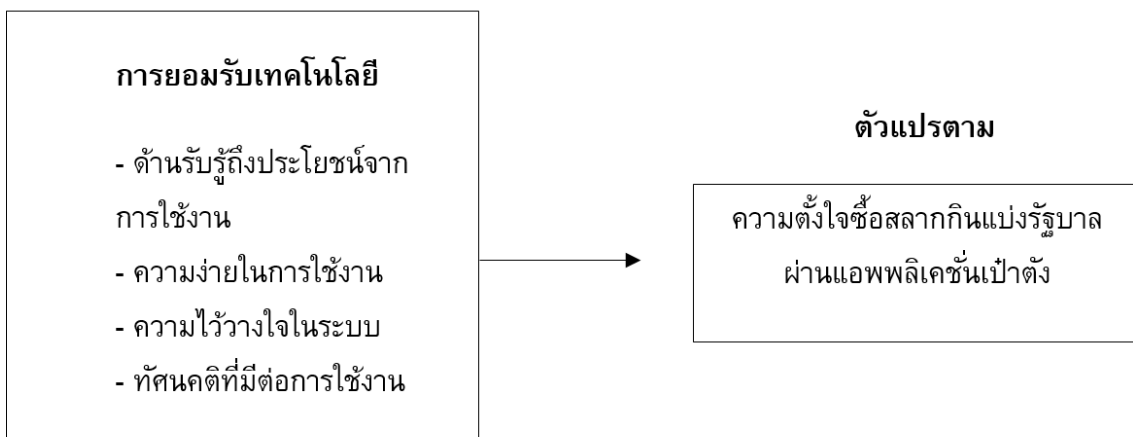 การยอมรับเทคโนโลยี
- ด้านรับรู้ถึงประโยชน์จาก
การใช้งาน
- ความง่ายในการใช้งาน
- ความไว้วางใจในระบบ
- ทัศนคติที่มีต่อการใช้งาน
ตัวแปรตาม
ความตั้งใจซื้อสลากกินแบ่งรัฐบาล
ผ่านแอพพลิเคชั่นเป๋าตัง